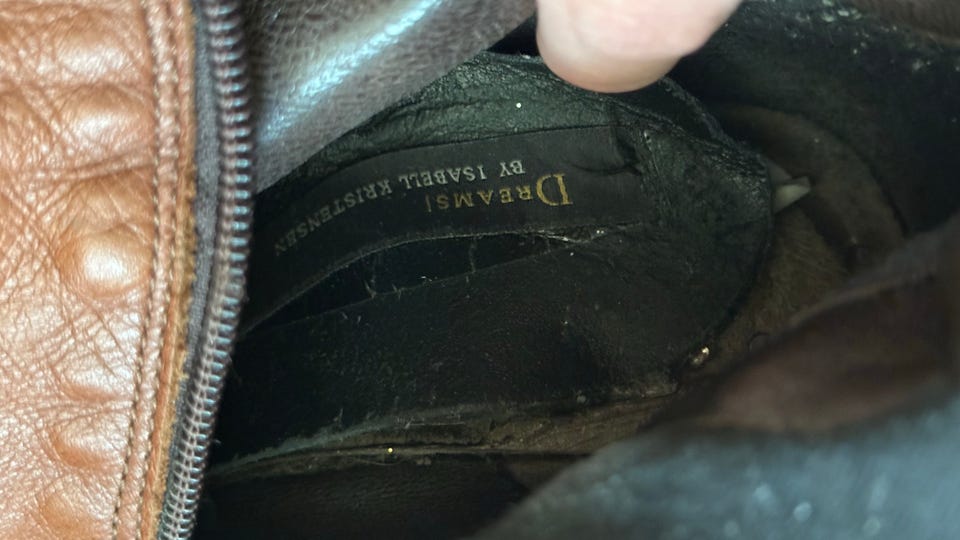 DREAMS!
BY ISABELL KRISTENSEN